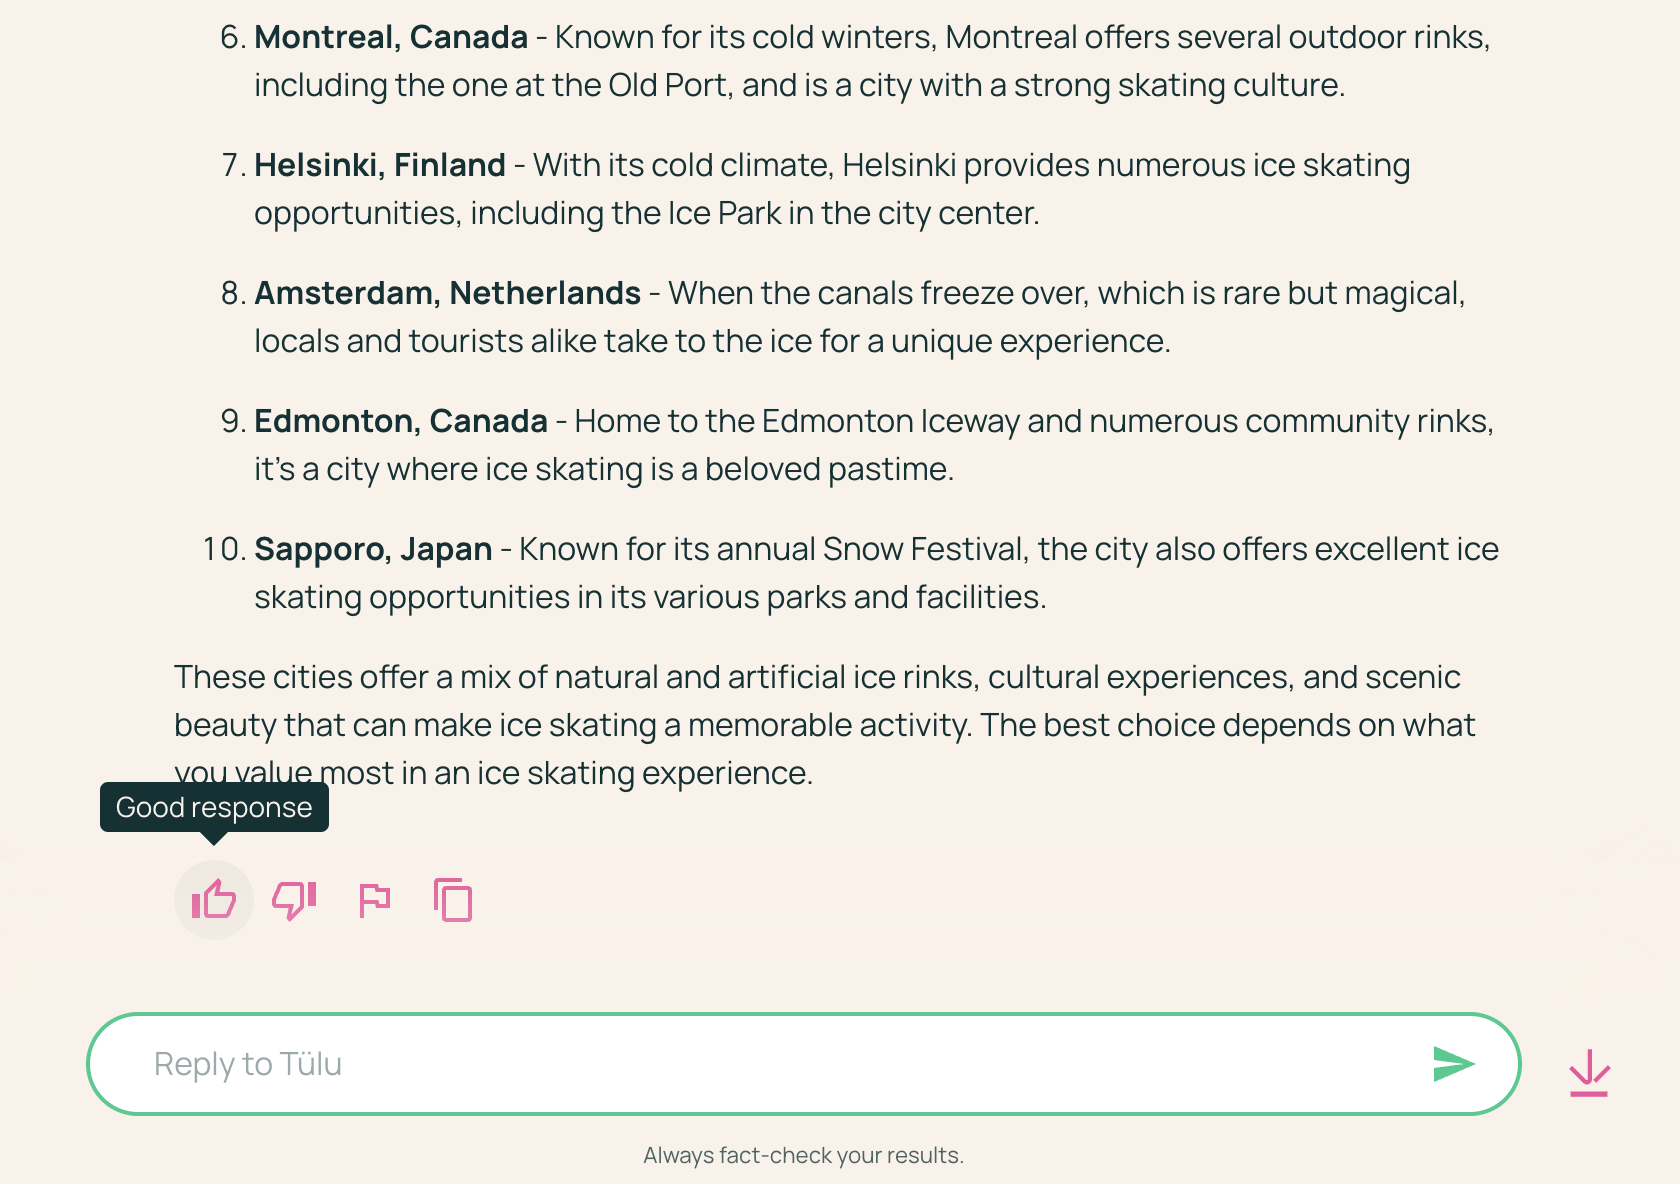 6. Montreal, Canada - Known for its cold winters, Montreal offers several outdoor rinks,
including the one at the Old Port, and is a city with a strong skating culture.
7. Helsinki, Finland - With its cold climate, Helsinki provides numerous ice skating
opportunities, including the Ice Park in the city center.
8. Amsterdam, Netherlands - When the canals freeze over, which is rare but magical,
locals and tourists alike take to the ice for a unique experience.
9. Edmonton, Canada - Home to the Edmonton Iceway and numerous community rinks,
it's a city where ice skating is a beloved pastime.
10. Sapporo, Japan - Known for its annual Snow Festival, the city also offers excellent ice
skating opportunities in its various parks and facilities.
These cities offer a mix of natural and artificial ice rinks, cultural experiences, and scenic
beauty that can make ice skating a memorable activity. The best choice depends on what
you value most in an ice skating experience.
Good response
Reply to Tülu
Always fact-check your results.